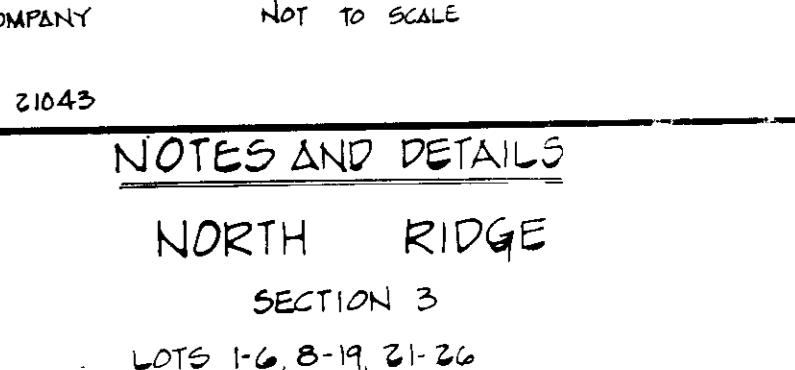 OMPANY NOT TO SCALE
21043
NOTES AND DETAILS
NORTH RIDGE
SECTION 3
LOTS 1-6, 8-19, 21-26